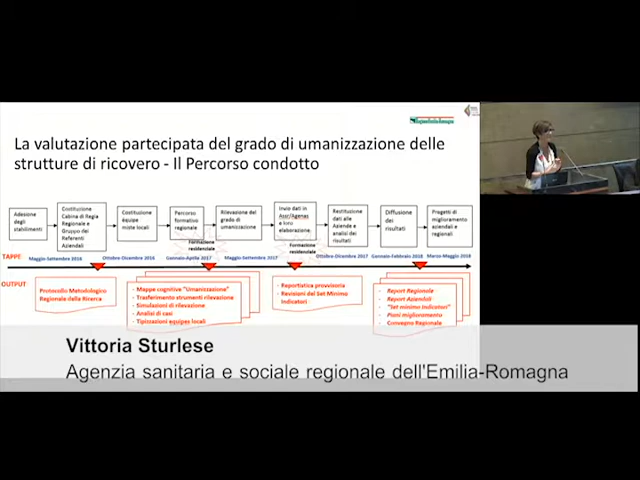 La valutazione partecipata del grado di umanizzazione delle
strutture di ricovero - Il Percorso condotto
Adesione
degli
stabilimenti
Costituzione
Cabina di Regia
Regionale e
Gruppo dei
Referenti
Aziendali
Costituzione
équipe
miste locali
Percorso
formativo
regionale
Rilevazione del
grado di
umanizzazione
Invio dati in
Assr/Agenas
e loro
elaborazione
Restituzione
dati alle
Aziende e
analisi dei
risultati
Diffusione
dei
risultati
Progetti di
miglioramento
aziendali e
regionali
Formazione
residenziale
Formazione
residenziale
TAPPE
Maggio-Settembre 2016
Ottobre-Dicembre 2016
Gennaio-Aprile 2017
Maggio-Settembre 2017
Ottobre-Dicembre 2017
Gennaio-Febbraio 2018
Marzo-Maggio 2018
OUTPUT
Protocollo Metodologico
Regionale della Ricerca
- Mappe cognitive "Umanizzazione"
- Trasferimento strumenti rilevazione
- Simulazioni di rilevazione
- Analisi di casi
- Tipizzazioni equipes locali
- Reportistica provvisoria
- Revisioni del Set Minimo
Indicatori
- Report Regionale
- Report Aziendali
- "Set minimo Indicatori"
- Piani miglioramento
- Convegno Regionale
Vittoria Sturlese
Agenzia sanitaria e sociale regionale dell'Emilia-Romagna